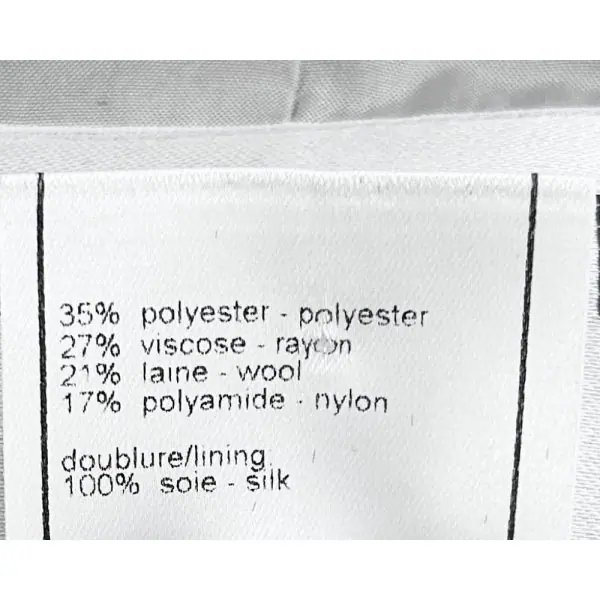 35% polyester - polyester
27% viscose - rayon
21% laine - wool
17% polyamide - nylon
doublure/lining
100% soie - silk